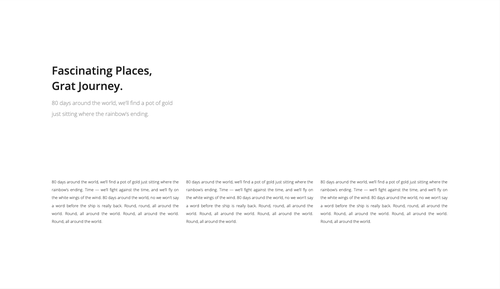 Fascinating Places,
Grat Journey.
80 days around the world, we'll find a pot of gold
just sitting where the rainbow's ending.
80 days around the world, we'll find a pot of gold just sitting where the
rainbow's ending. Time — we'll fight against the time, and we'll fly on
the white wings of the wind. 80 days around the world, no we won't say
a word before the ship is really back. Round, round, all around the
world. Round, all around the world. Round, all around the world.
Round, all around the world.
80 days around the world, we'll find a pot of gold just sitting where the
rainbow's ending. Time — we'll fight against the time, and we'll fly on
the white wings of the wind. 80 days around the world, no we won't say
a word before the ship is really back. Round, round, all around the
world. Round, all around the world. Round, all around the world.
Round, all around the world.
80 days around the world, we'll find a pot of gold just sitting where the
rainbow's ending. Time — we'll fight against the time, and we'll fly on
the white wings of the wind. 80 days around the world, no we won't say
a word before the ship is really back. Round, round, all around the
world. Round, all around the world. Round, all around the world.
Round, all around the world.